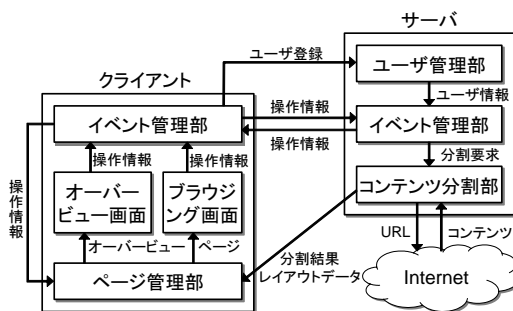 サーバ
ユーザ登録
ユーザ管理部
クライアント
ユーザ情報
イベント管理部
操作情報
操作情報
イベント管理部
操作情報
操作情報
分割要求
操作情報
オーバー
ビュー画面
ブラウジ
ング画面
コンテンツ分割部
オーバービュー
ページ
URL
コンテンツ
分割結果
レイアウトデータ
ページ管理部
Internet